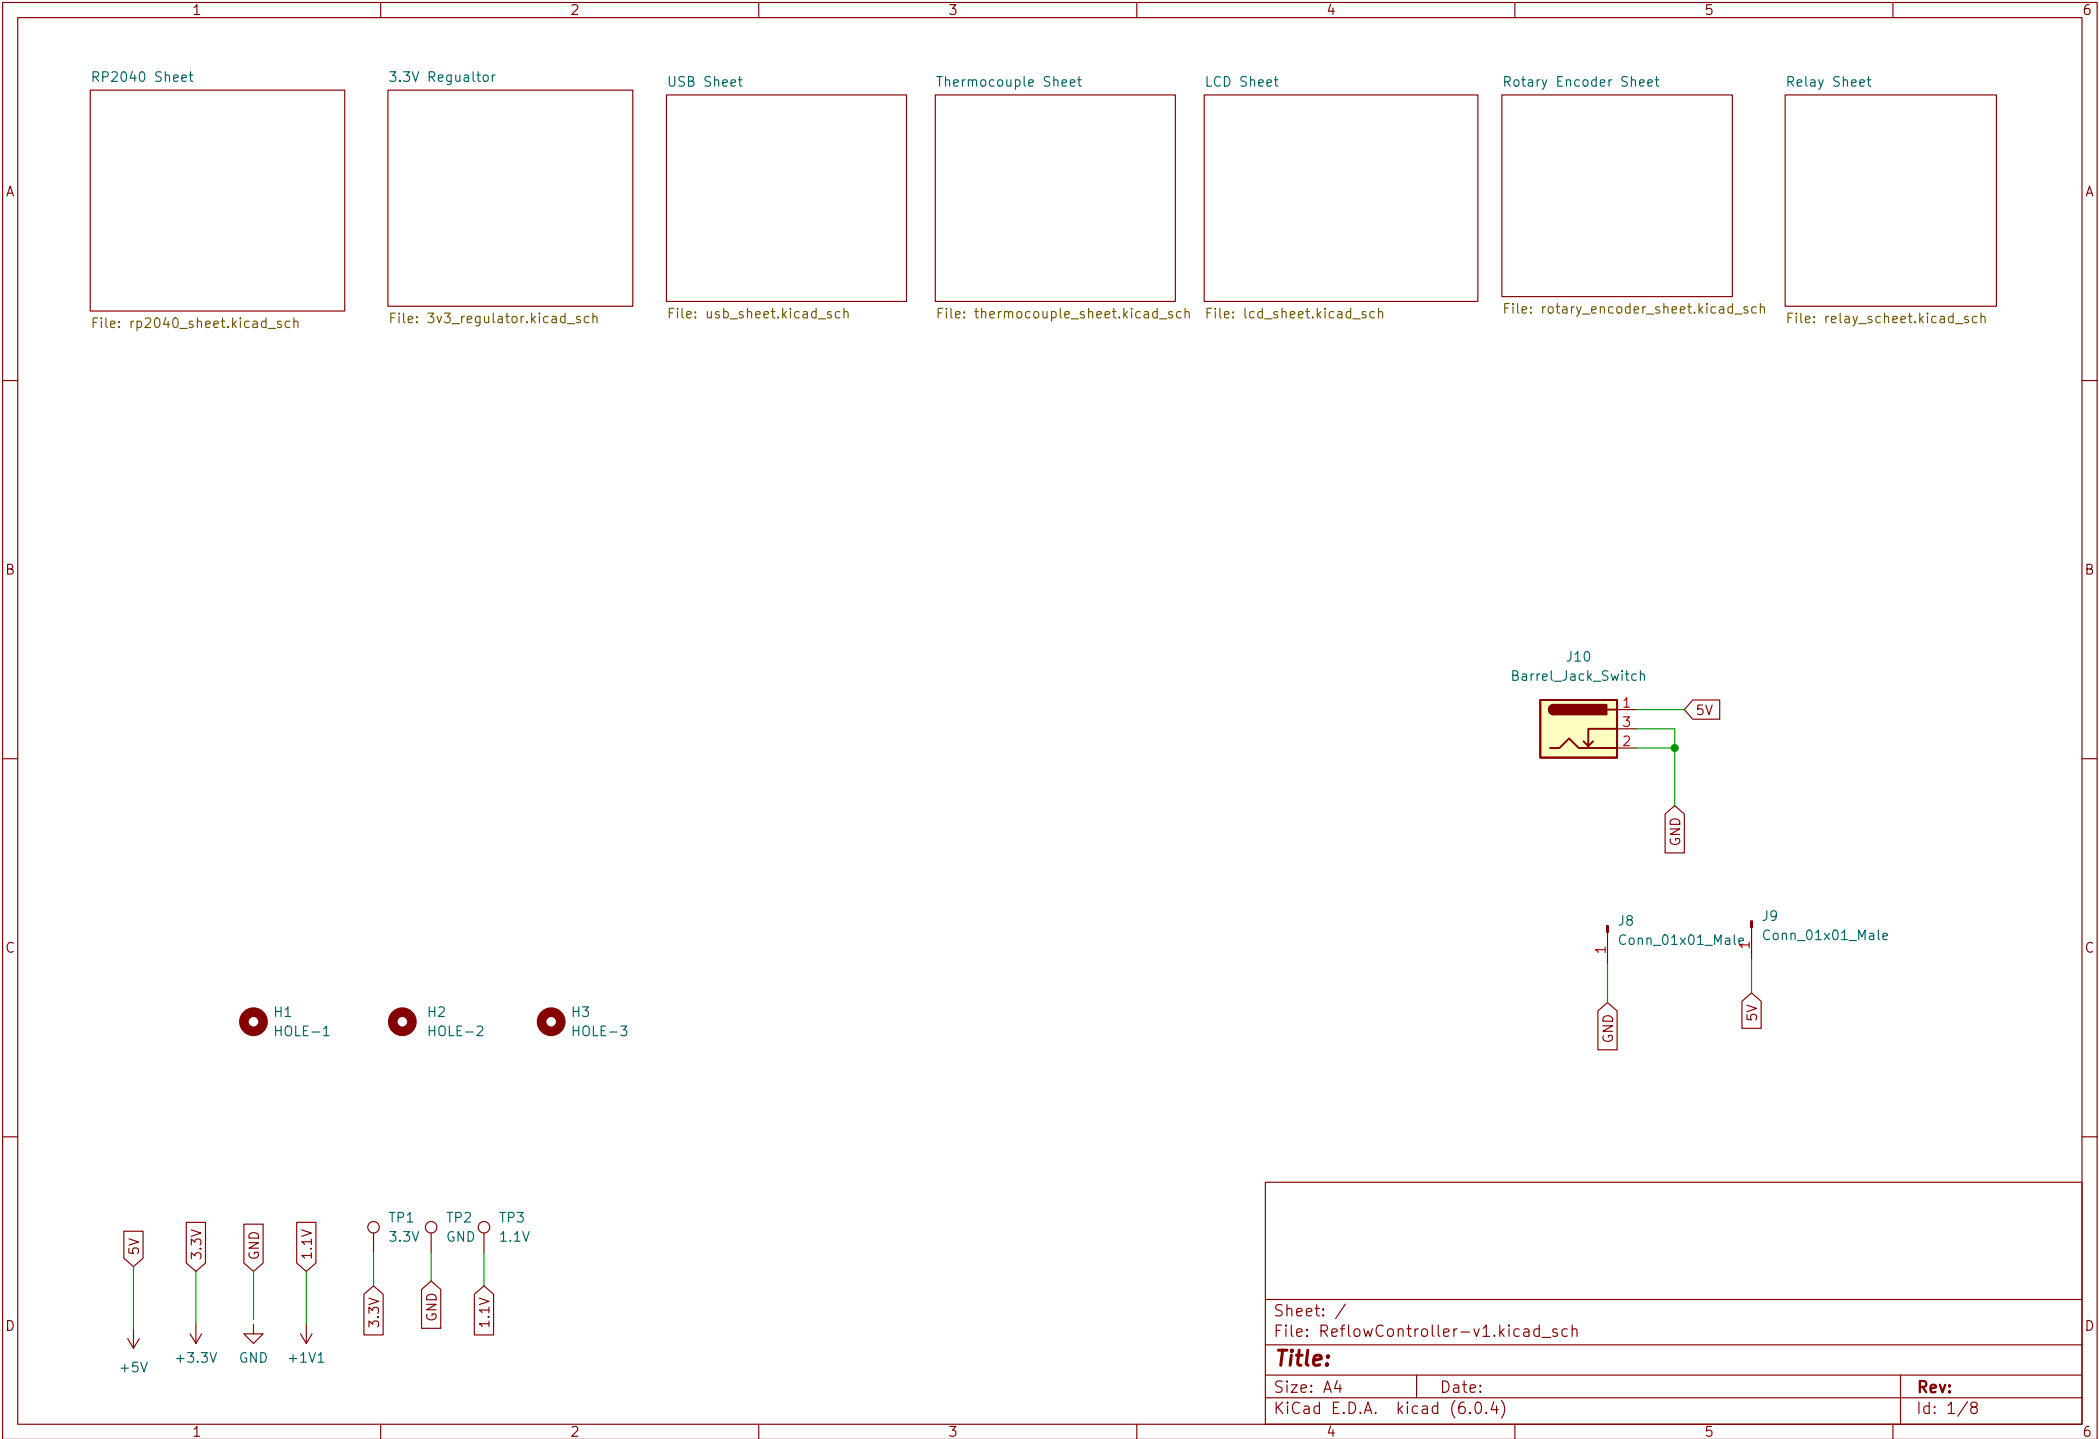 1 2 3 4 5 6
RP2040 Sheet
3.3V Regualtor
USB Sheet
Thermocouple Sheet
LCD Sheet
Rotary Encoder Sheet
Relay Sheet
A
A
File: rp2040_sheet.kicad_sch
File: 3v3_regulator.kicad_sch
File: usb_sheet.kicad_sch
File: thermocouple_sheet.kicad_sch
File: lcd_sheet.kicad_sch
File: rotary_encoder_sheet.kicad_sch
File: relay_scheet.kicad_sch
B
B
J10
Barrel_Jack_Switch
1
5V
3
2
GND
J8
Conn_01x01_Male
1
GND
J9
Conn_01x01_Male
1
5V
C
C
H1
HOLE-1
H2
HOLE-2
H3
HOLE-3
5V
3.3V
GND
1.1V
TP1
3.3V
TP2
GND
TP3
1.1V
3.3V
GND
1.1V
+5V
+3.3V
GND
+1V1
D
D
Sheet: /
File: ReflowController-v1.kicad_sch
Title:
Size: A4
Date:
Rev:
KiCad E.D.A. kicad (6.0.4)
Id: 1/8
1 2 3 4 5 6